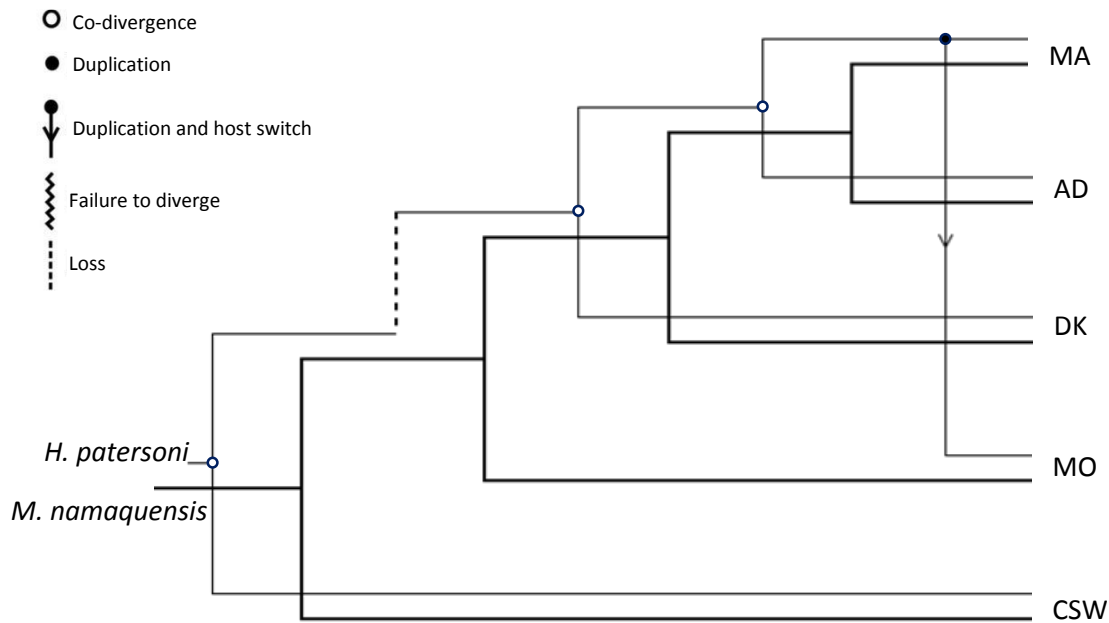 Co-divergence
Duplication
Duplication and host switch
Failure to diverge
Loss
MA
AD
DK
H. patersoni
MO
M. namaquensis
CSW